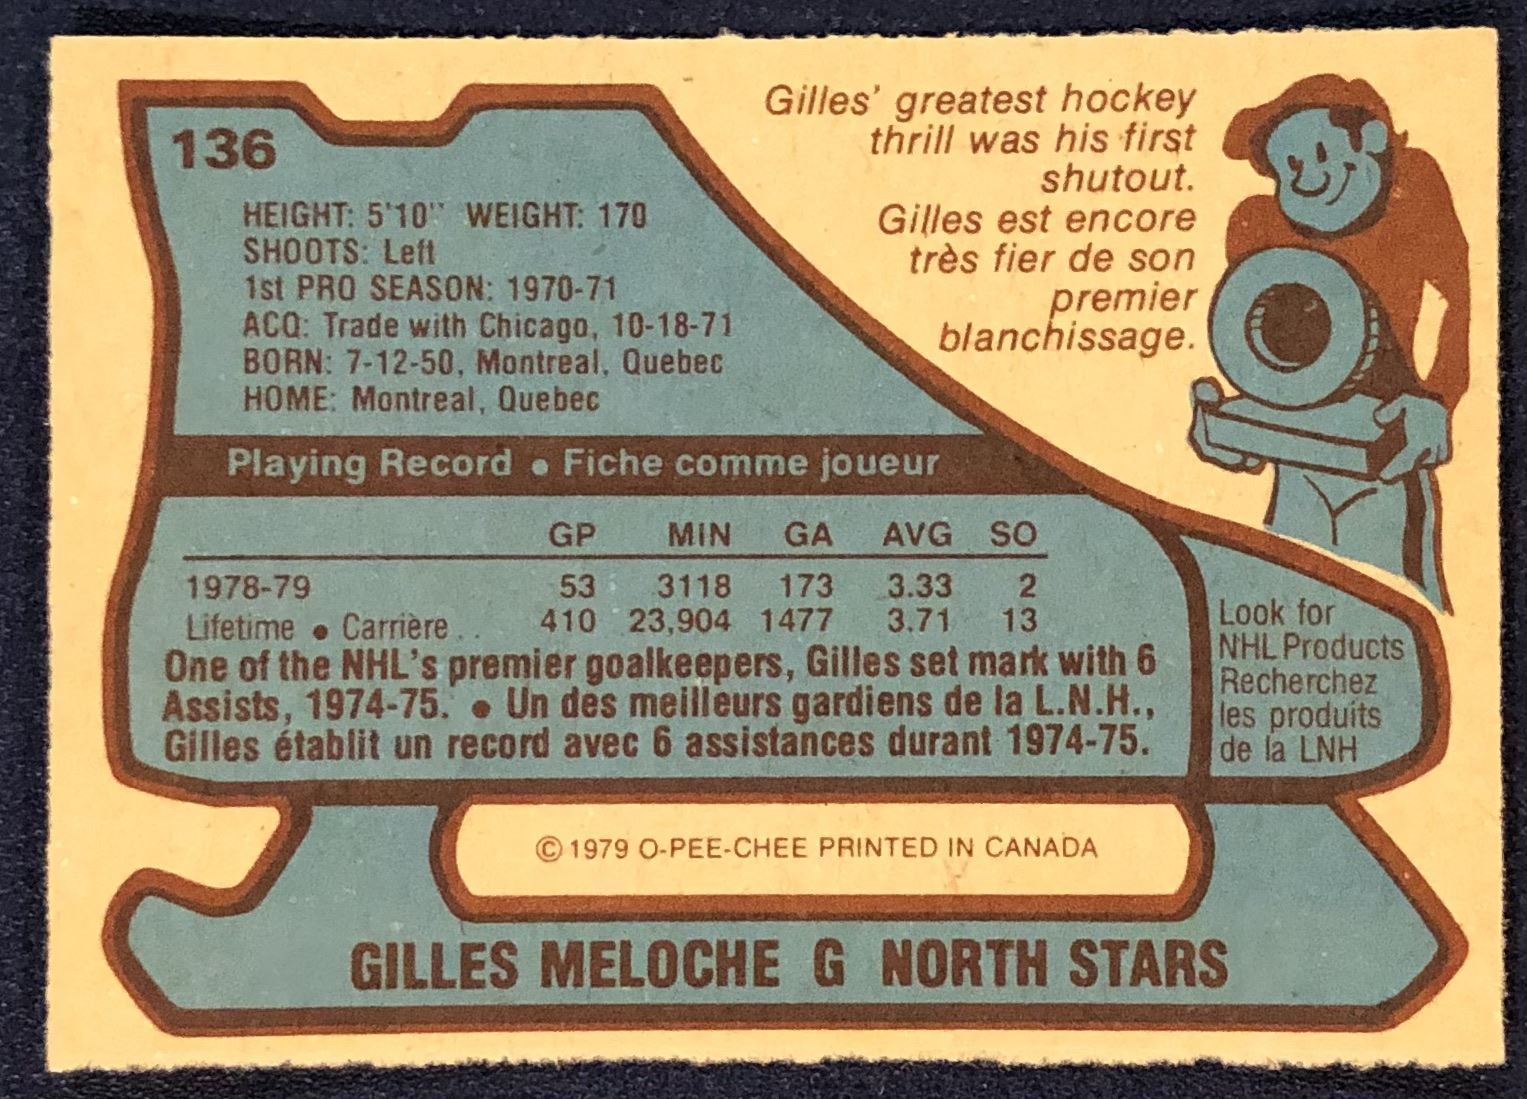 136
HEIGHT: 5'10" WEIGHT: 170
SHOOTS: Left
1st PRO SEASON: 1970-71
ACQ: Trade with Chicago, 10-18-71
BORN: 7-12-50, Montreal, Quebec
HOME: Montreal, Quebec
Gilles' greatest hockey
thrill was his first
shutout.
Gilles est encore
très fier de son
premier
blanchissage.
Playing Record • Fiche comme joueur
GP MIN GA AVG SO
1978-79 53 3118 173 3.33 2
Lifetime • Carrière .. 410 23,904 1477 3.71 13
One of the NHL's premier goalkeepers, Gilles set mark with 6
Assists, 1974-75. • Un des meilleurs gardiens de la L.N.H.,
Gilles établit un record avec 6 assistances durant 1974-75.
Look for
NHL Products
Recherchez
les produits
de la LNH
© 1979 O-PEE-CHEE PRINTED IN CANADA
GILLES MELOCHE G NORTH STARS